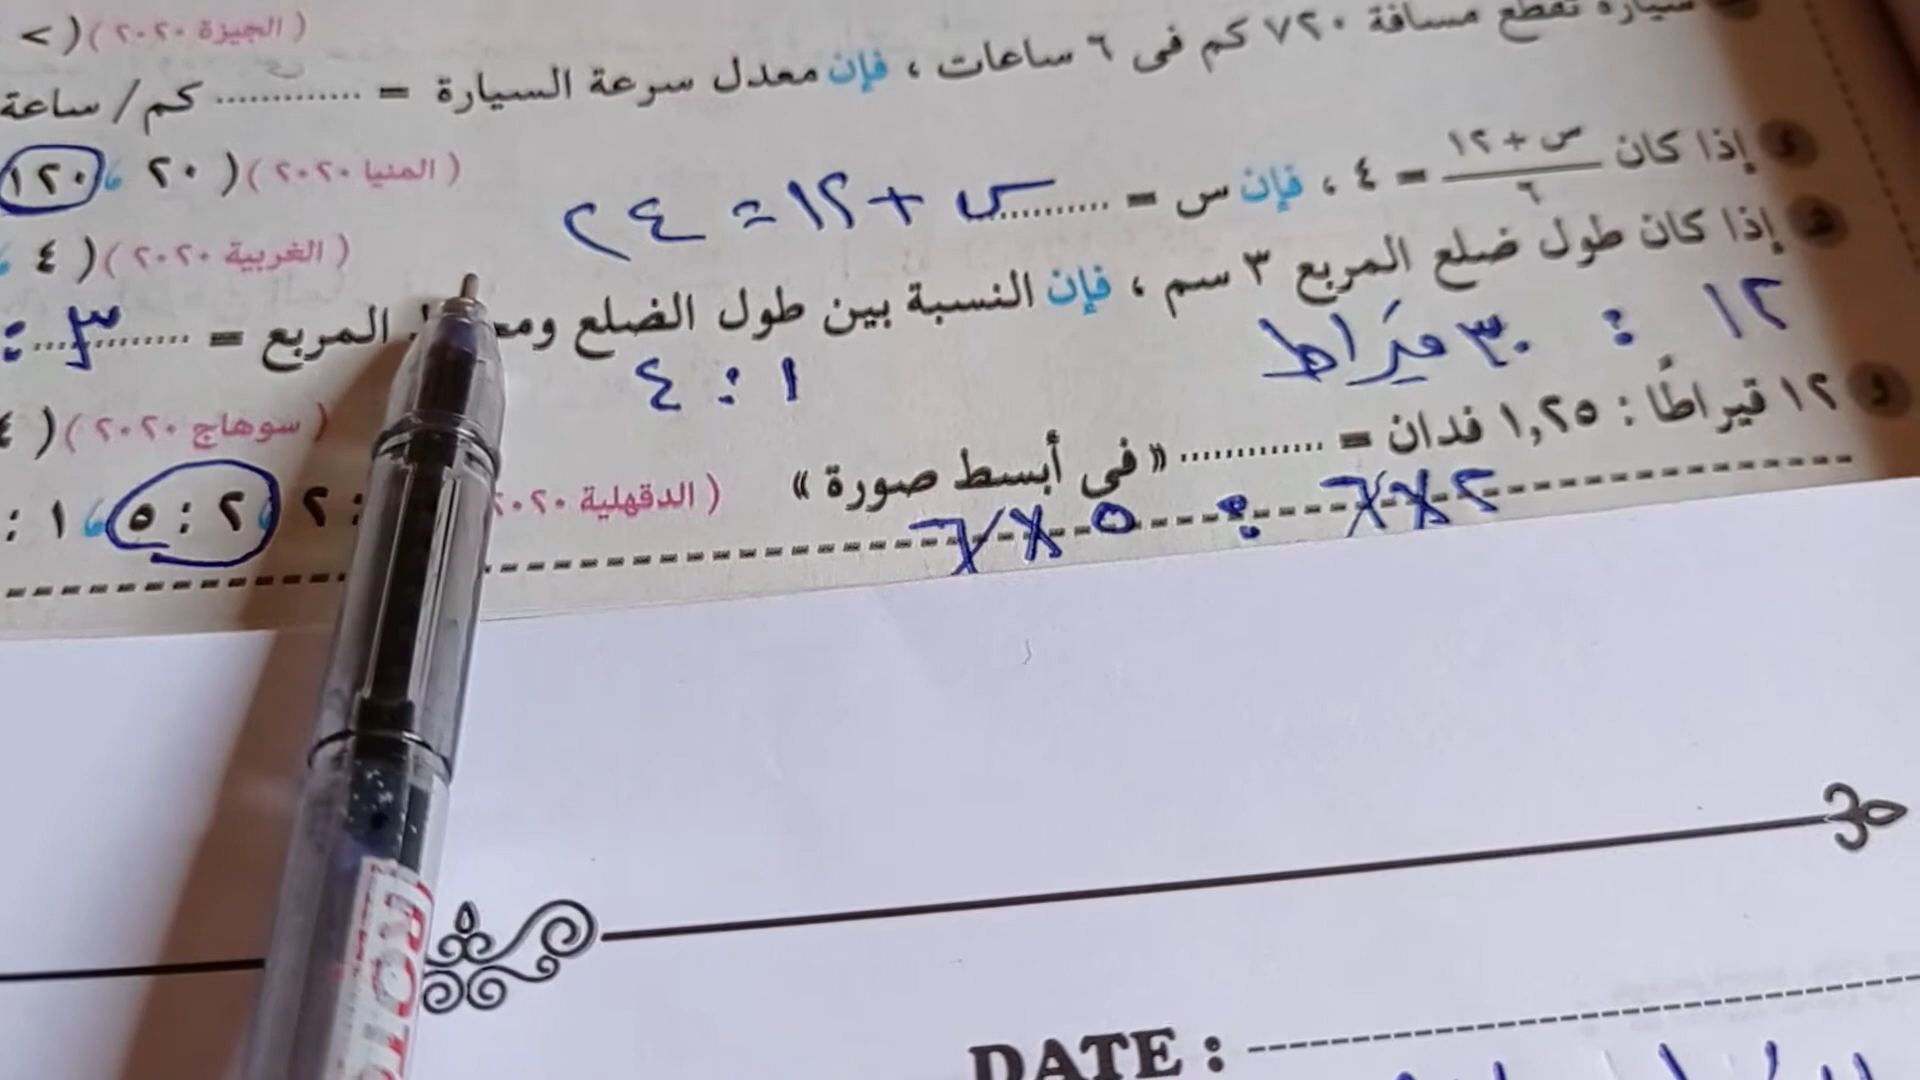 ( الجيزة ٢٠٢٠ )( >
سيارة تقطع مسافة ٧٢٠ كم فى ٦ ساعات ، فإن معدل سرعة السيارة = ............ كم / ساعة
( المنيا ٢٠٢٠ )( ٢٠ ، ١٢٠
د إذا كان س + ١٢ / ٦ = ٤ ، فإن س = .......... س + ١٢ = ٢٤
( الغربية ٢٠٢٠ )( ٤ ،
هـ إذا كان طول ضلع المربع ٣ سم ، فإن النسبة بين طول الضلع المربع = ............ ٣ :
١٢ : ٣٠ قيراط
١ : ٤
( سوهاج ٢٠٢٠ )(
و ١٢ قيراطًا : ١,٢٥ فدان = ............ « فى أبسط صورة »
( الدقهلية ٢٠٢٠ ٢ : ، ٢ : ٥ ، ١ :
DATE :